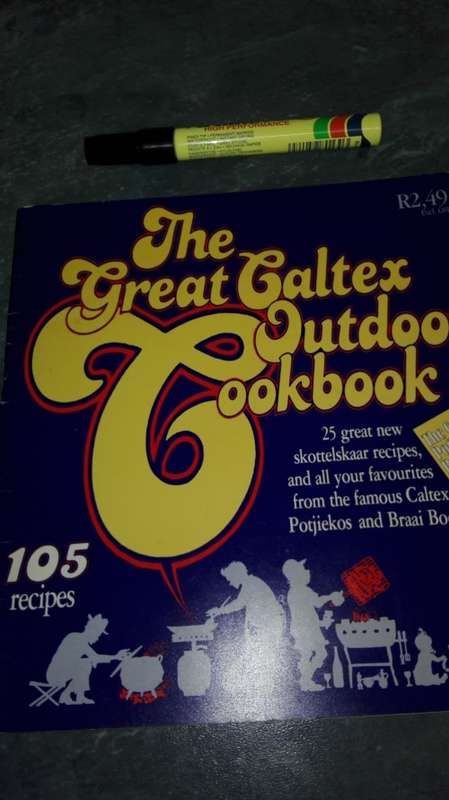 HIGH PERFORMANCE
R2,49
The
Great Caltex
Outdoo
Cookbook
25 great new
skottelskaar recipes,
and all your favourites
from the famous Caltex
Potjiekos and Braai Bo
105
recipes